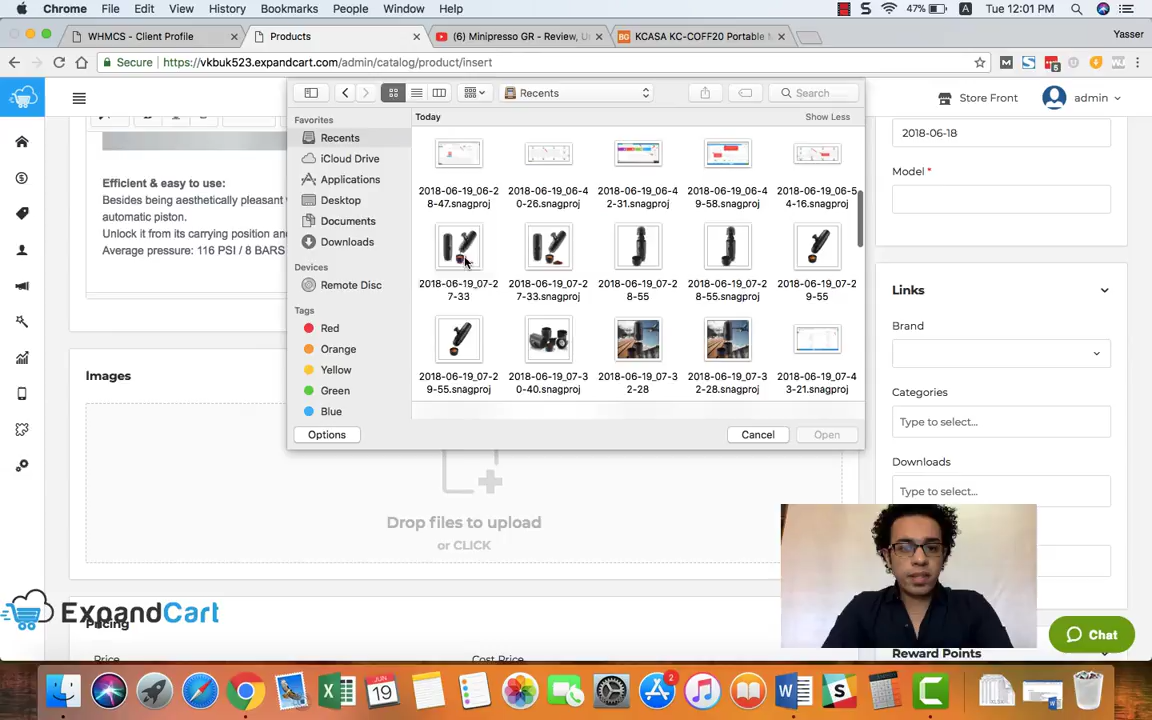 Chrome File Edit View History Bookmarks People Window Help 47% A Tue 12:01 PM
WHMCS - Client Profile
Products
(6) Minipresso GR - Review, Un
KCASA KC-COFF20 Portable M
Yasser
Secure https://vkbuk523.expandcart.com/admin/catalog/product/insert
Recents
Search
Store Front
admin
Favorites
Recents
iCloud Drive
Applications
Desktop
Documents
Downloads
Devices
Remote Disc
Tags
Red
Orange
Yellow
Green
Blue
Today
Show Less
2018-06-19_06-2
8-47.snagproj
2018-06-19_06-4
0-26.snagproj
2018-06-19_06-4
2-31.snagproj
2018-06-19_06-4
9-58.snagproj
2018-06-19_06-5
4-16.snagproj
2018-06-19_07-2
7-33
2018-06-19_07-2
7-33.snagproj
2018-06-19_07-2
8-55
2018-06-19_07-2
8-55.snagproj
2018-06-19_07-2
9-55
2018-06-19_07-2
9-55.snagproj
2018-06-19_07-3
0-40.snagproj
2018-06-19_07-3
2-28
2018-06-19_07-3
2-28.snagproj
2018-06-19_07-4
3-21.snagproj
Options
Cancel
Open
Efficient & easy to use:
Besides being aesthetically pleasant
automatic piston.
Unlock it from its carrying position and
Average pressure: 116 PSI / 8 BARS
Images
Drop files to upload
or CLICK
2018-06-18
Model *
Links
Brand
Categories
Type to select...
Downloads
Type to select...
ExpandCart
Pricing
Price
Cost Price
Reward Points
Chat
JUN
19
2